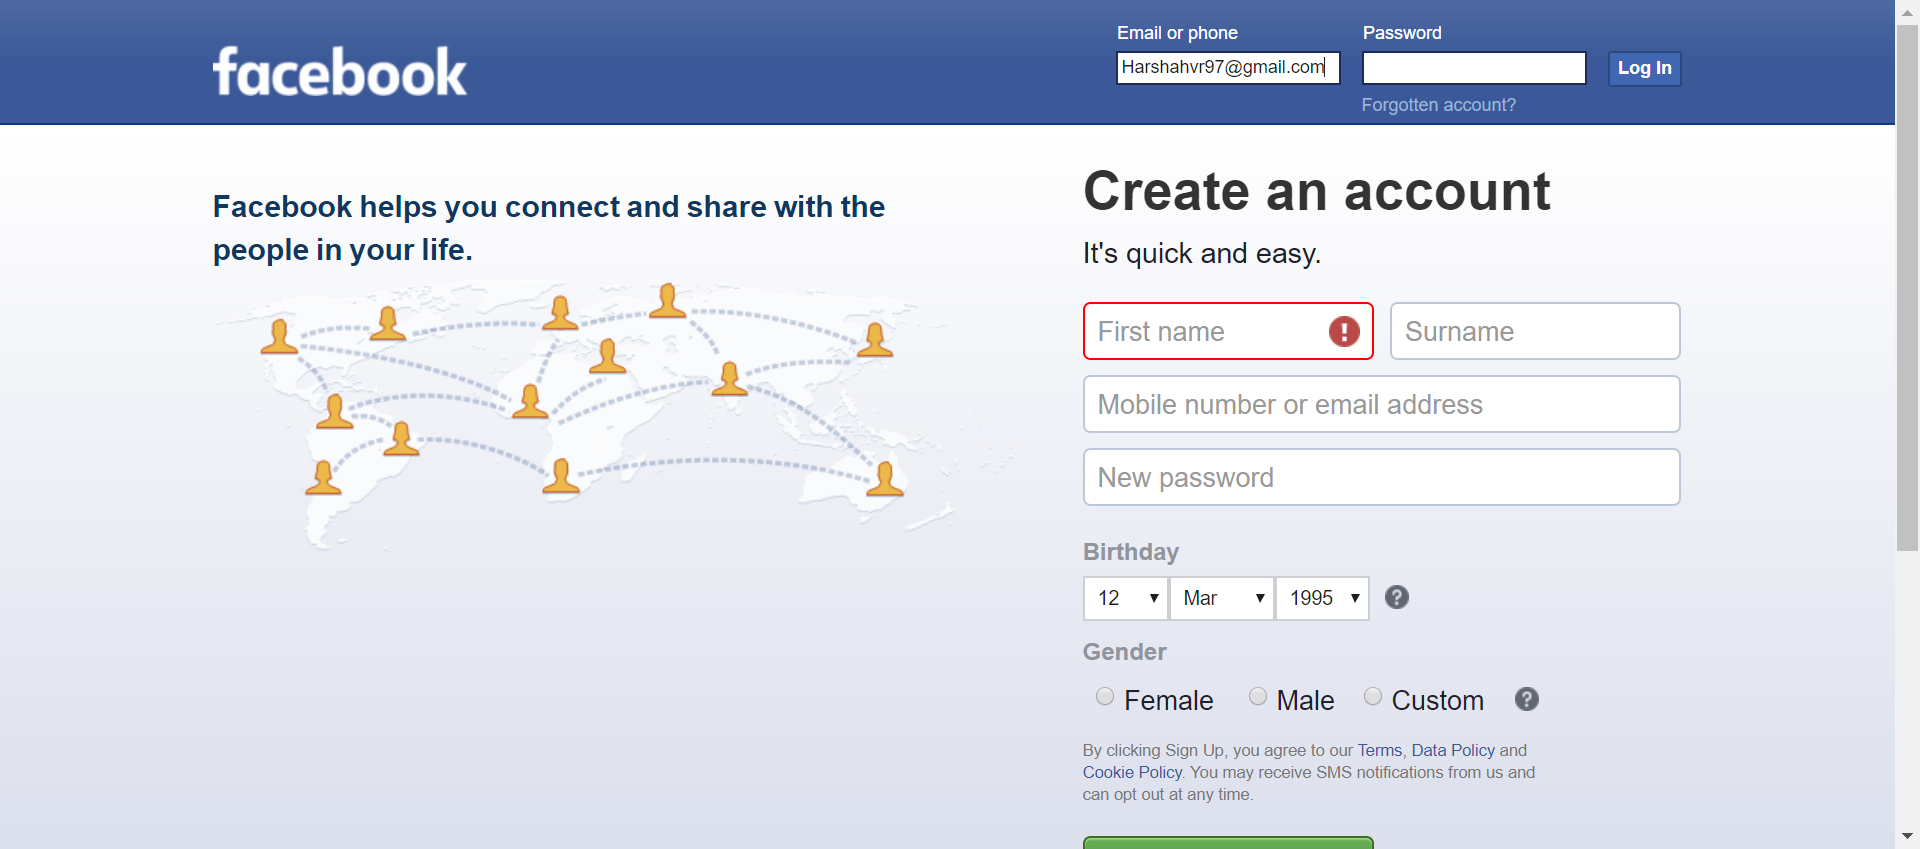 facebook
Email or phone
Password
Harshahvr97@gmail.com
Log In
Forgotten account?
Facebook helps you connect and share with the
people in your life.
Create an account
It's quick and easy.
First name
Surname
Mobile number or email address
New password
Birthday
12 Mar 1995
Gender
Female Male Custom
By clicking Sign Up, you agree to our Terms, Data Policy and
Cookie Policy. You may receive SMS notifications from us and
can opt out at any time.